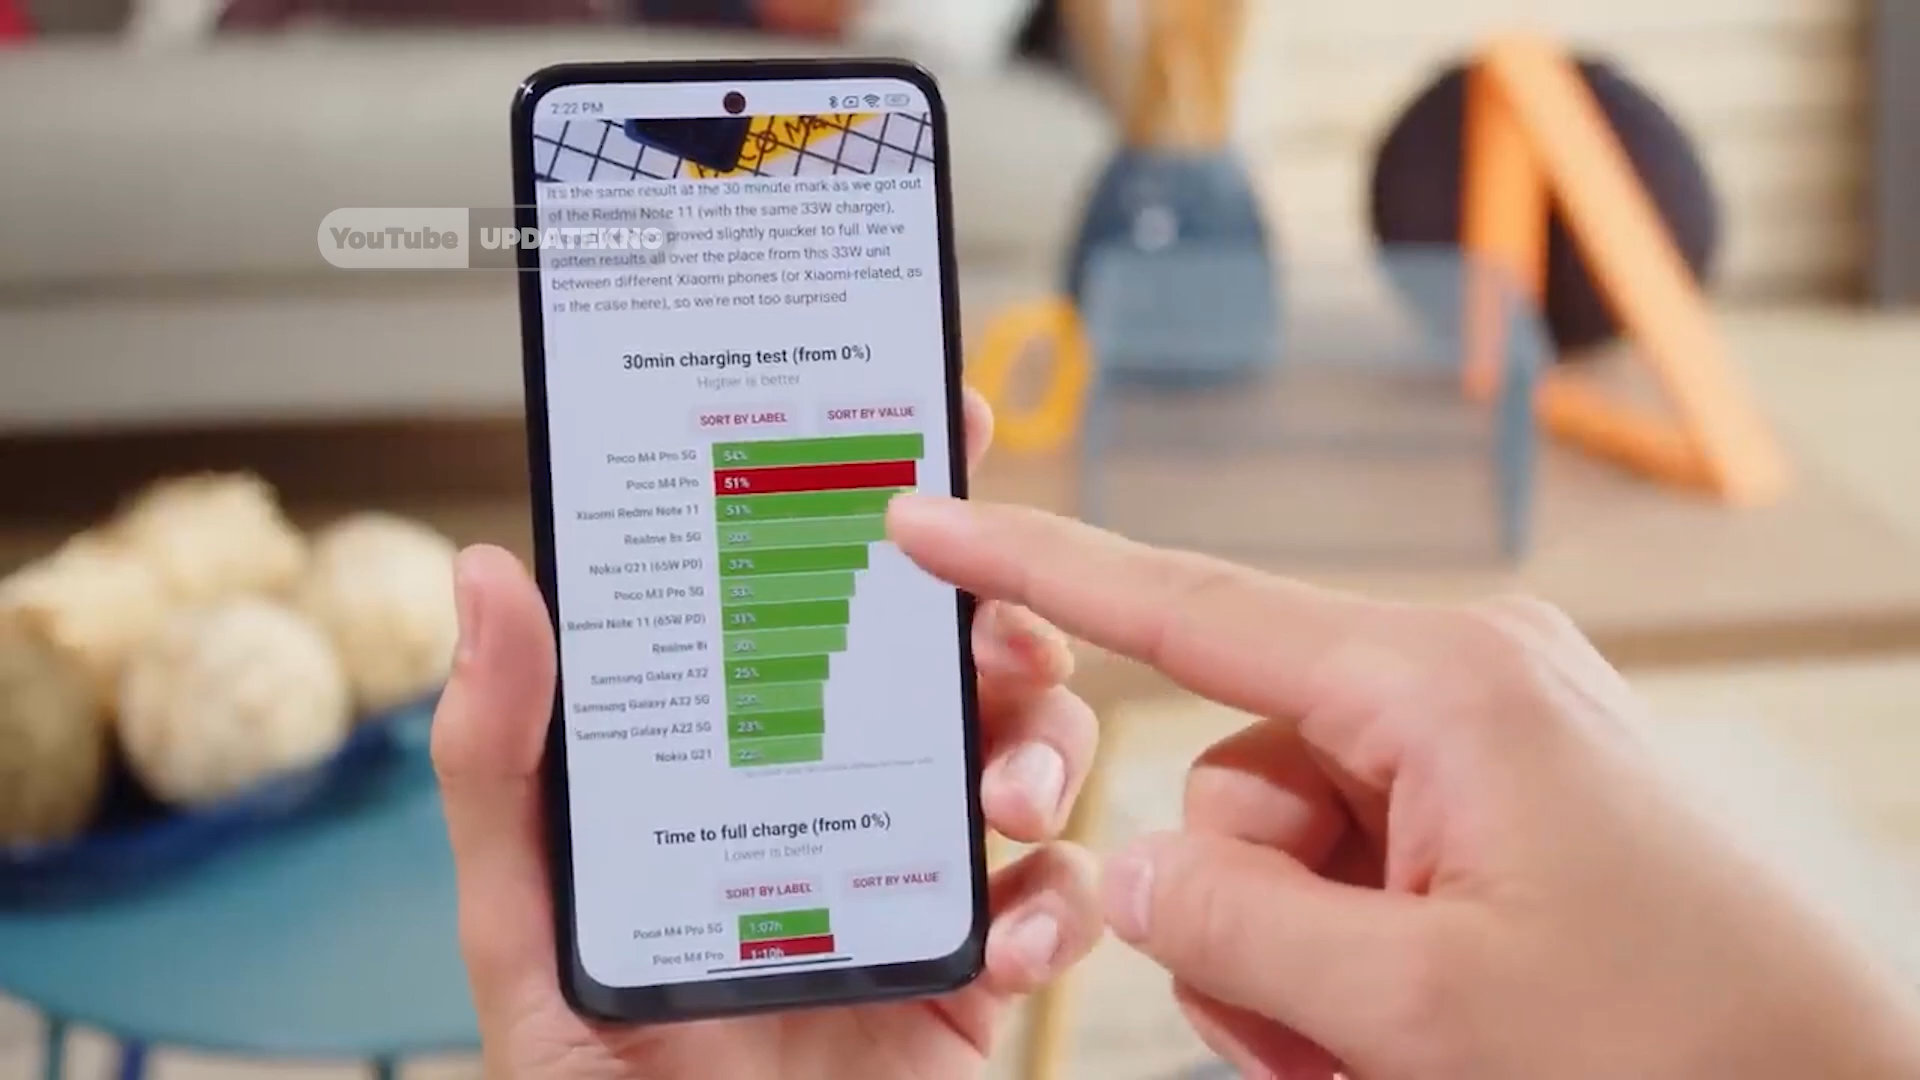 2:22 PM
It's the same result at the 30 minute mark as we got out
of the Redmi Note 11 (with the same 33W charger),
proved slightly quicker to full. We've
gotten results all over the place from this 33W unit
between different Xiaomi phones (or Xiaomi-related, as
is the case here), so we're not too surprised
YouTube UPDATEKNO
30min charging test (from 0%)
Higher is better
SORT BY LABEL SORT BY VALUE
Poco M4 Pro 5G 54%
Poco M4 Pro 51%
Xiaomi Redmi Note 11 51%
Realme 8s 5G 50%
Nokia G21 (65W PD) 37%
Poco M3 Pro 5G 33%
Redmi Note 11 (65W PD) 31%
Realme 8i 30%
Samsung Galaxy A32 25%
Samsung Galaxy A32 5G
Samsung Galaxy A22 5G 23%
Nokia G21
Time to full charge (from 0%)
Lower is better
SORT BY LABEL SORT BY VALUE
Poco M4 Pro 5G 1:07h
Poco M4 Pro 1:10h